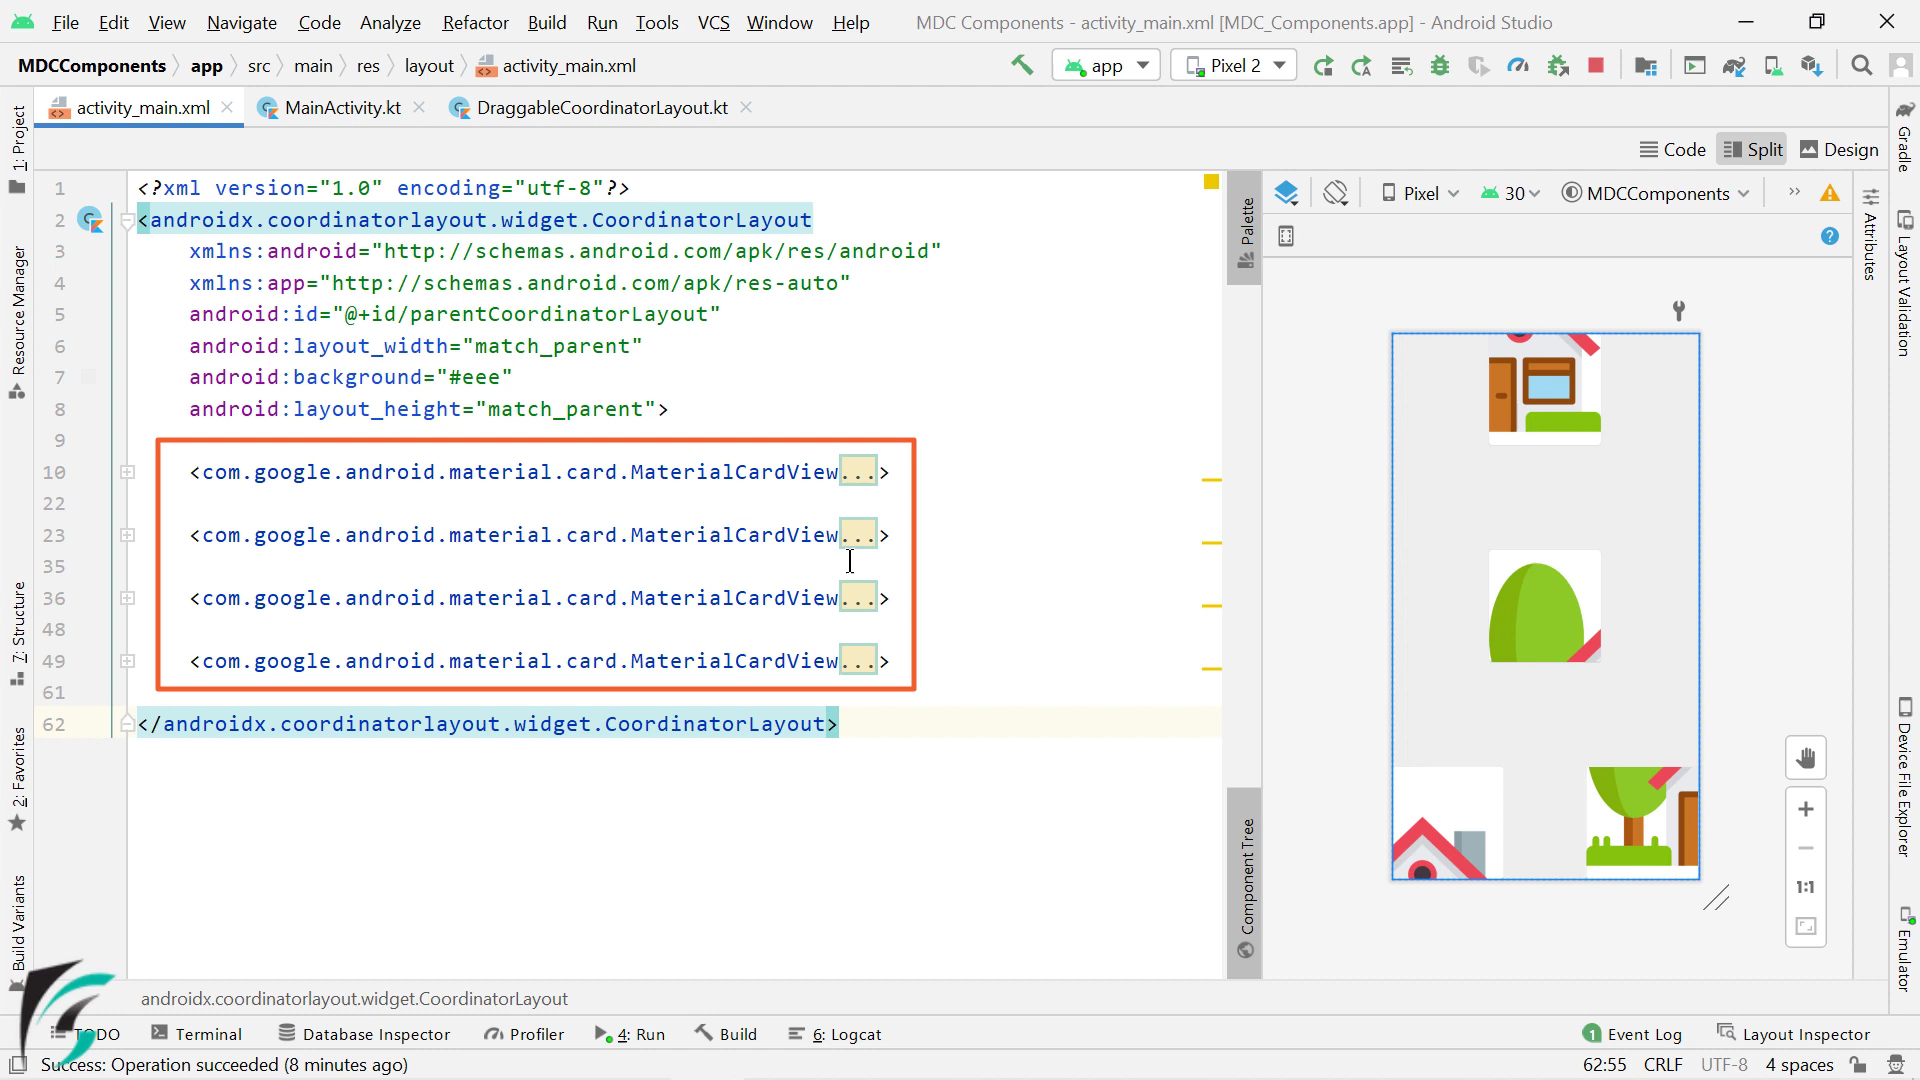 File Edit View Navigate Code Analyze Refactor Build Run Tools VCS Window Help MDC Components - activity_main.xml [MDC_Components.app] - Android Studio
MDCComponents app src main res layout activity_main.xml app Pixel 2
activity_main.xml MainActivity.kt DraggableCoordinatorLayout.kt
Code Split Design
Pixel 30 MDCComponents
1 <?xml version="1.0" encoding="utf-8"?>
2 <androidx.coordinatorlayout.widget.CoordinatorLayout
3 xmlns:android="http://schemas.android.com/apk/res/android"
4 xmlns:app="http://schemas.android.com/apk/res-auto"
5 android:id="@+id/parentCoordinatorLayout"
6 android:layout_width="match_parent"
7 android:background="#eee"
8 android:layout_height="match_parent">
9
10 <com.google.android.material.card.MaterialCardView...>
22
23 <com.google.android.material.card.MaterialCardView...>
35
36 <com.google.android.material.card.MaterialCardView...>
48
49 <com.google.android.material.card.MaterialCardView...>
61
62 </androidx.coordinatorlayout.widget.CoordinatorLayout>
1: Project
Resource Manager
7: Structure
2: Favorites
Build Variants
Palette
Component Tree
Attributes
Gradle
Layout Validation
Device File Explorer
Emulator
1:1
androidx.coordinatorlayout.widget.CoordinatorLayout
TODO Terminal Database Inspector Profiler 4: Run Build 6: Logcat 1 Event Log Layout Inspector
Success: Operation succeeded (8 minutes ago) 62:55 CRLF UTF-8 4 spaces